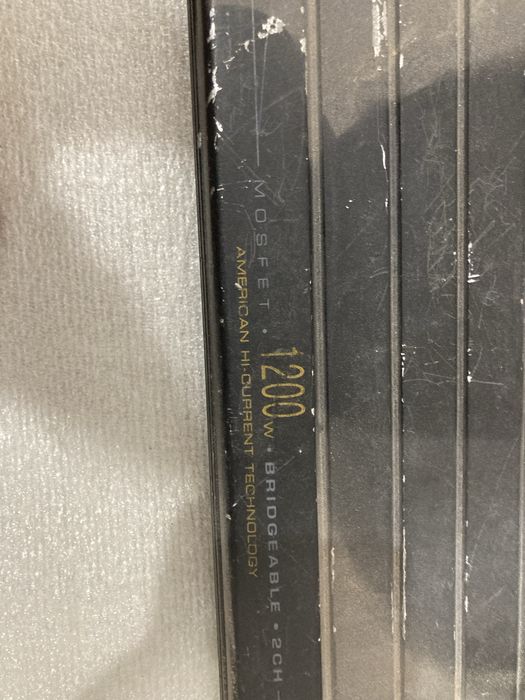 MOSFET • 1200W • BRIDGEABLE • 2CH
AMERICAN HI-CURRENT TECHNOLOGY